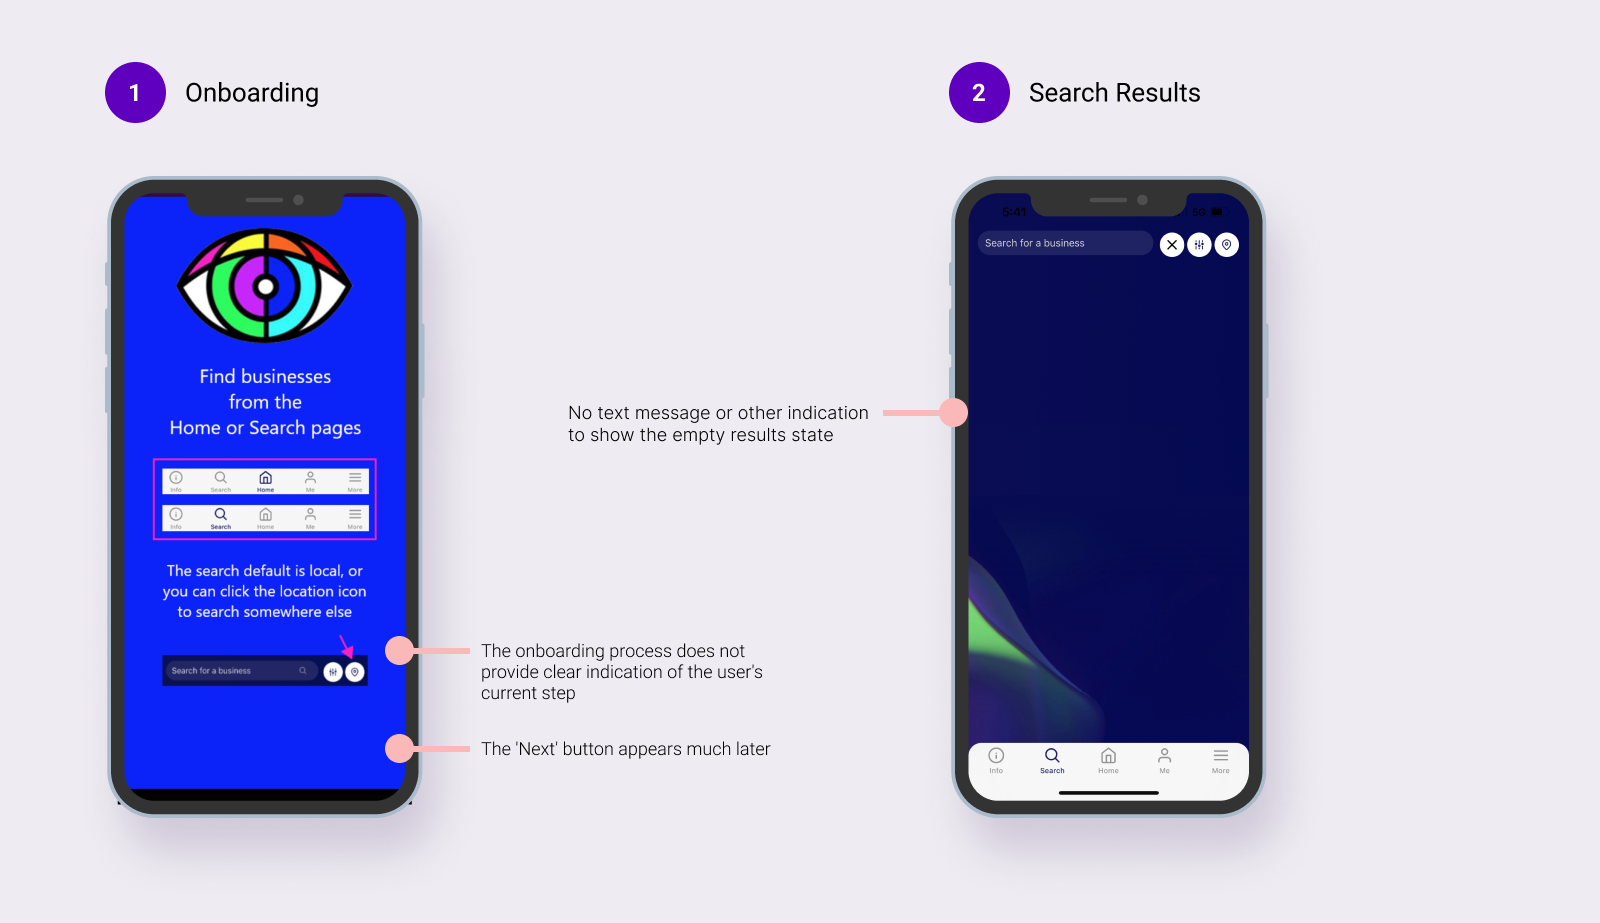 1
Onboarding
2
Search Results
Find businesses
from the
Home or Search pages
Info Search Home Me More
Info Search Home Me More
The search default is local, or
you can click the location icon
to search somewhere else
Search for a business
The onboarding process does not
provide clear indication of the user's
current step
The 'Next' button appears much later
No text message or other indication
to show the empty results state
5:41 5G
Search for a business
Info Search Home Me More